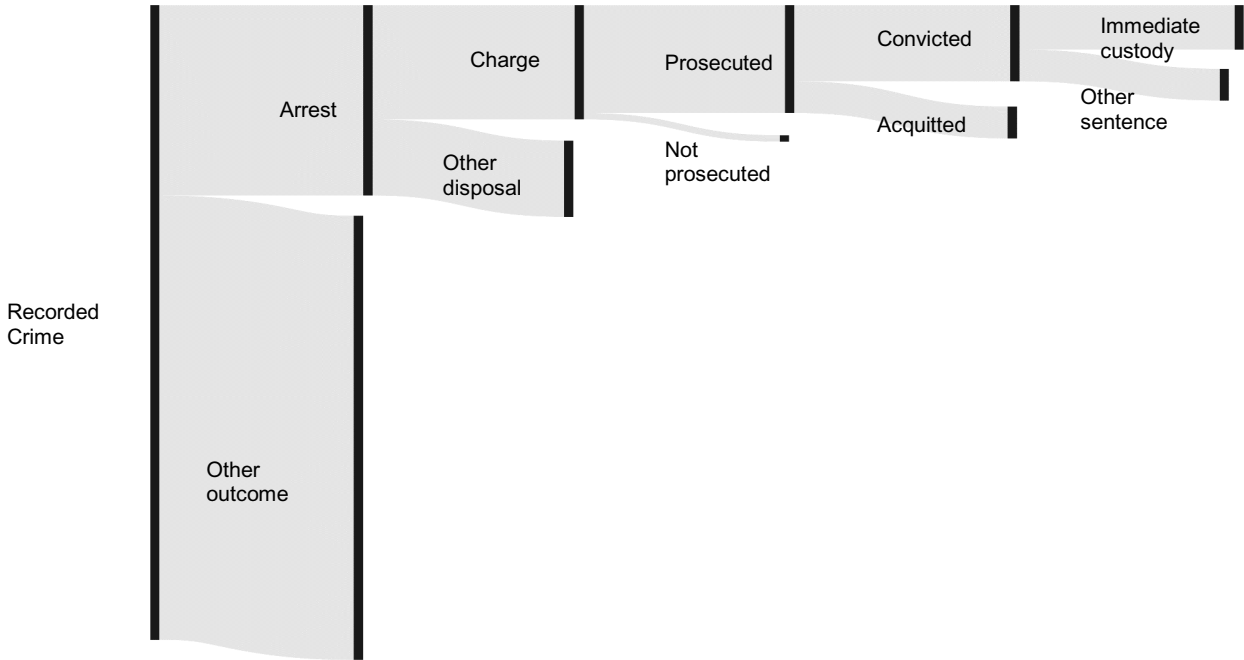 Recorded
Crime
Arrest
Other
outcome
Charge
Other
disposal
Prosecuted
Not
prosecuted
Convicted
Acquitted
Immediate
custody
Other
sentence